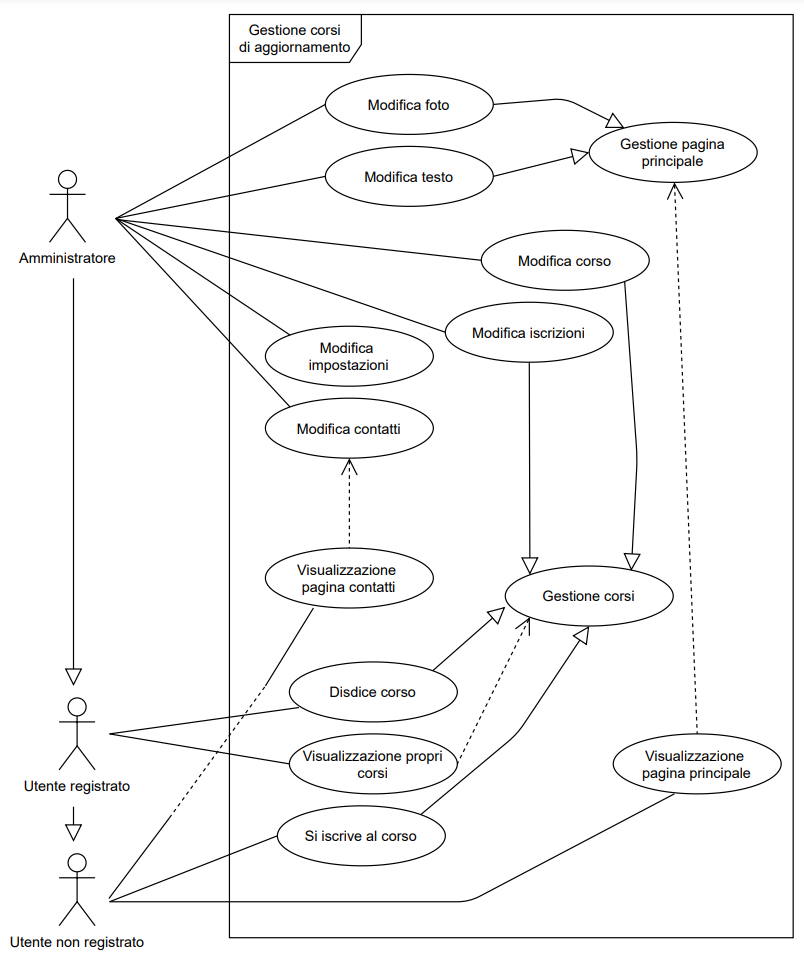 Gestione corsi
di aggiornamento
Modifica foto
Gestione pagina
principale
Modifica testo
Amministratore
Modifica corso
Modifica iscrizioni
Modifica
impostazioni
Modifica contatti
Visualizzazione
pagina contatti
Gestione corsi
Disdice corso
Utente registrato
Visualizzazione propri
corsi
Visualizzazione
pagina principale
Si iscrive al corso
Utente non registrato